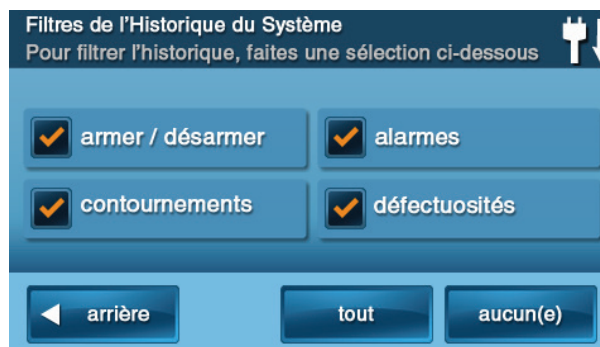 Filtres de l'Historique du Système
Pour filtrer l'historique, faites une sélection ci-dessous
armer / désarmer
alarmes
contournements
défectuosités
arrière
tout
aucun(e)